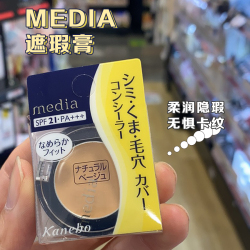 MEDIA
遮瑕膏
media
SPF 21・PA+++
なめらか
フィット
ナチュラル
ベージュ
Kanebo
シミ・くま・毛穴 カバー
コンシーラー
柔润隐瑕
无惧卡纹